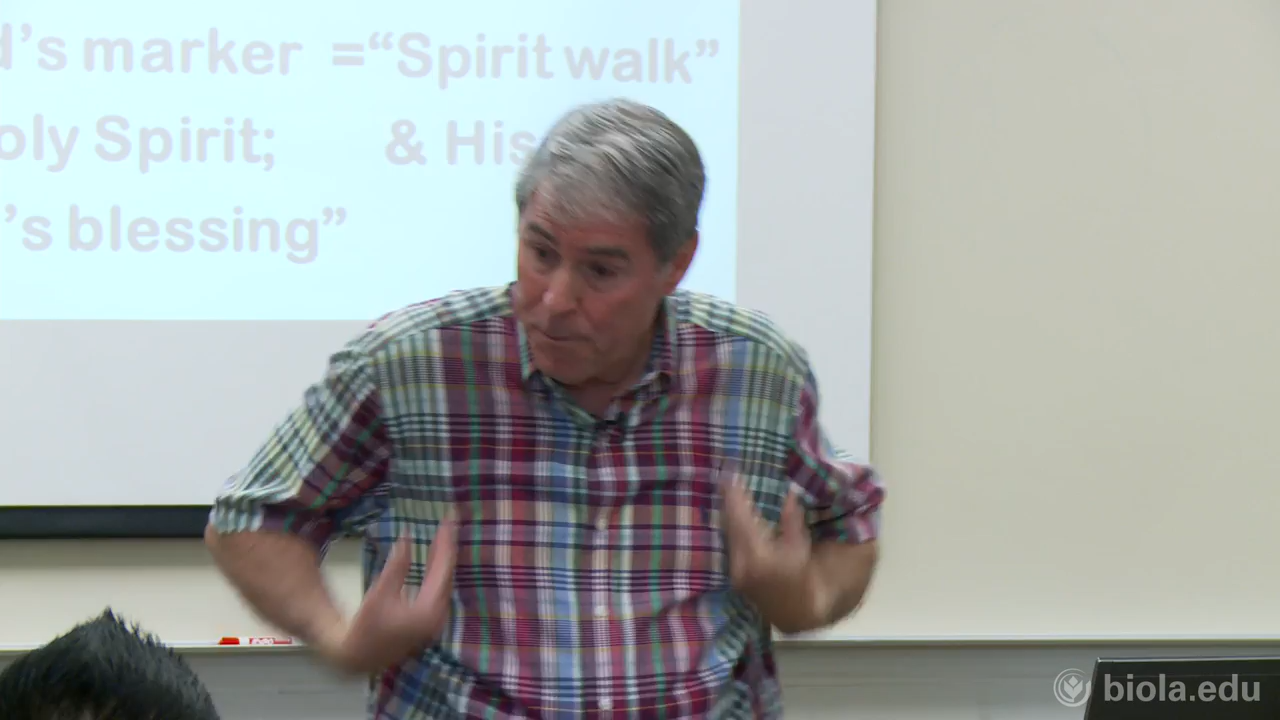 d's marker =“Spirit walk”
oly Spirit; & His
’s blessing”
biola.edu